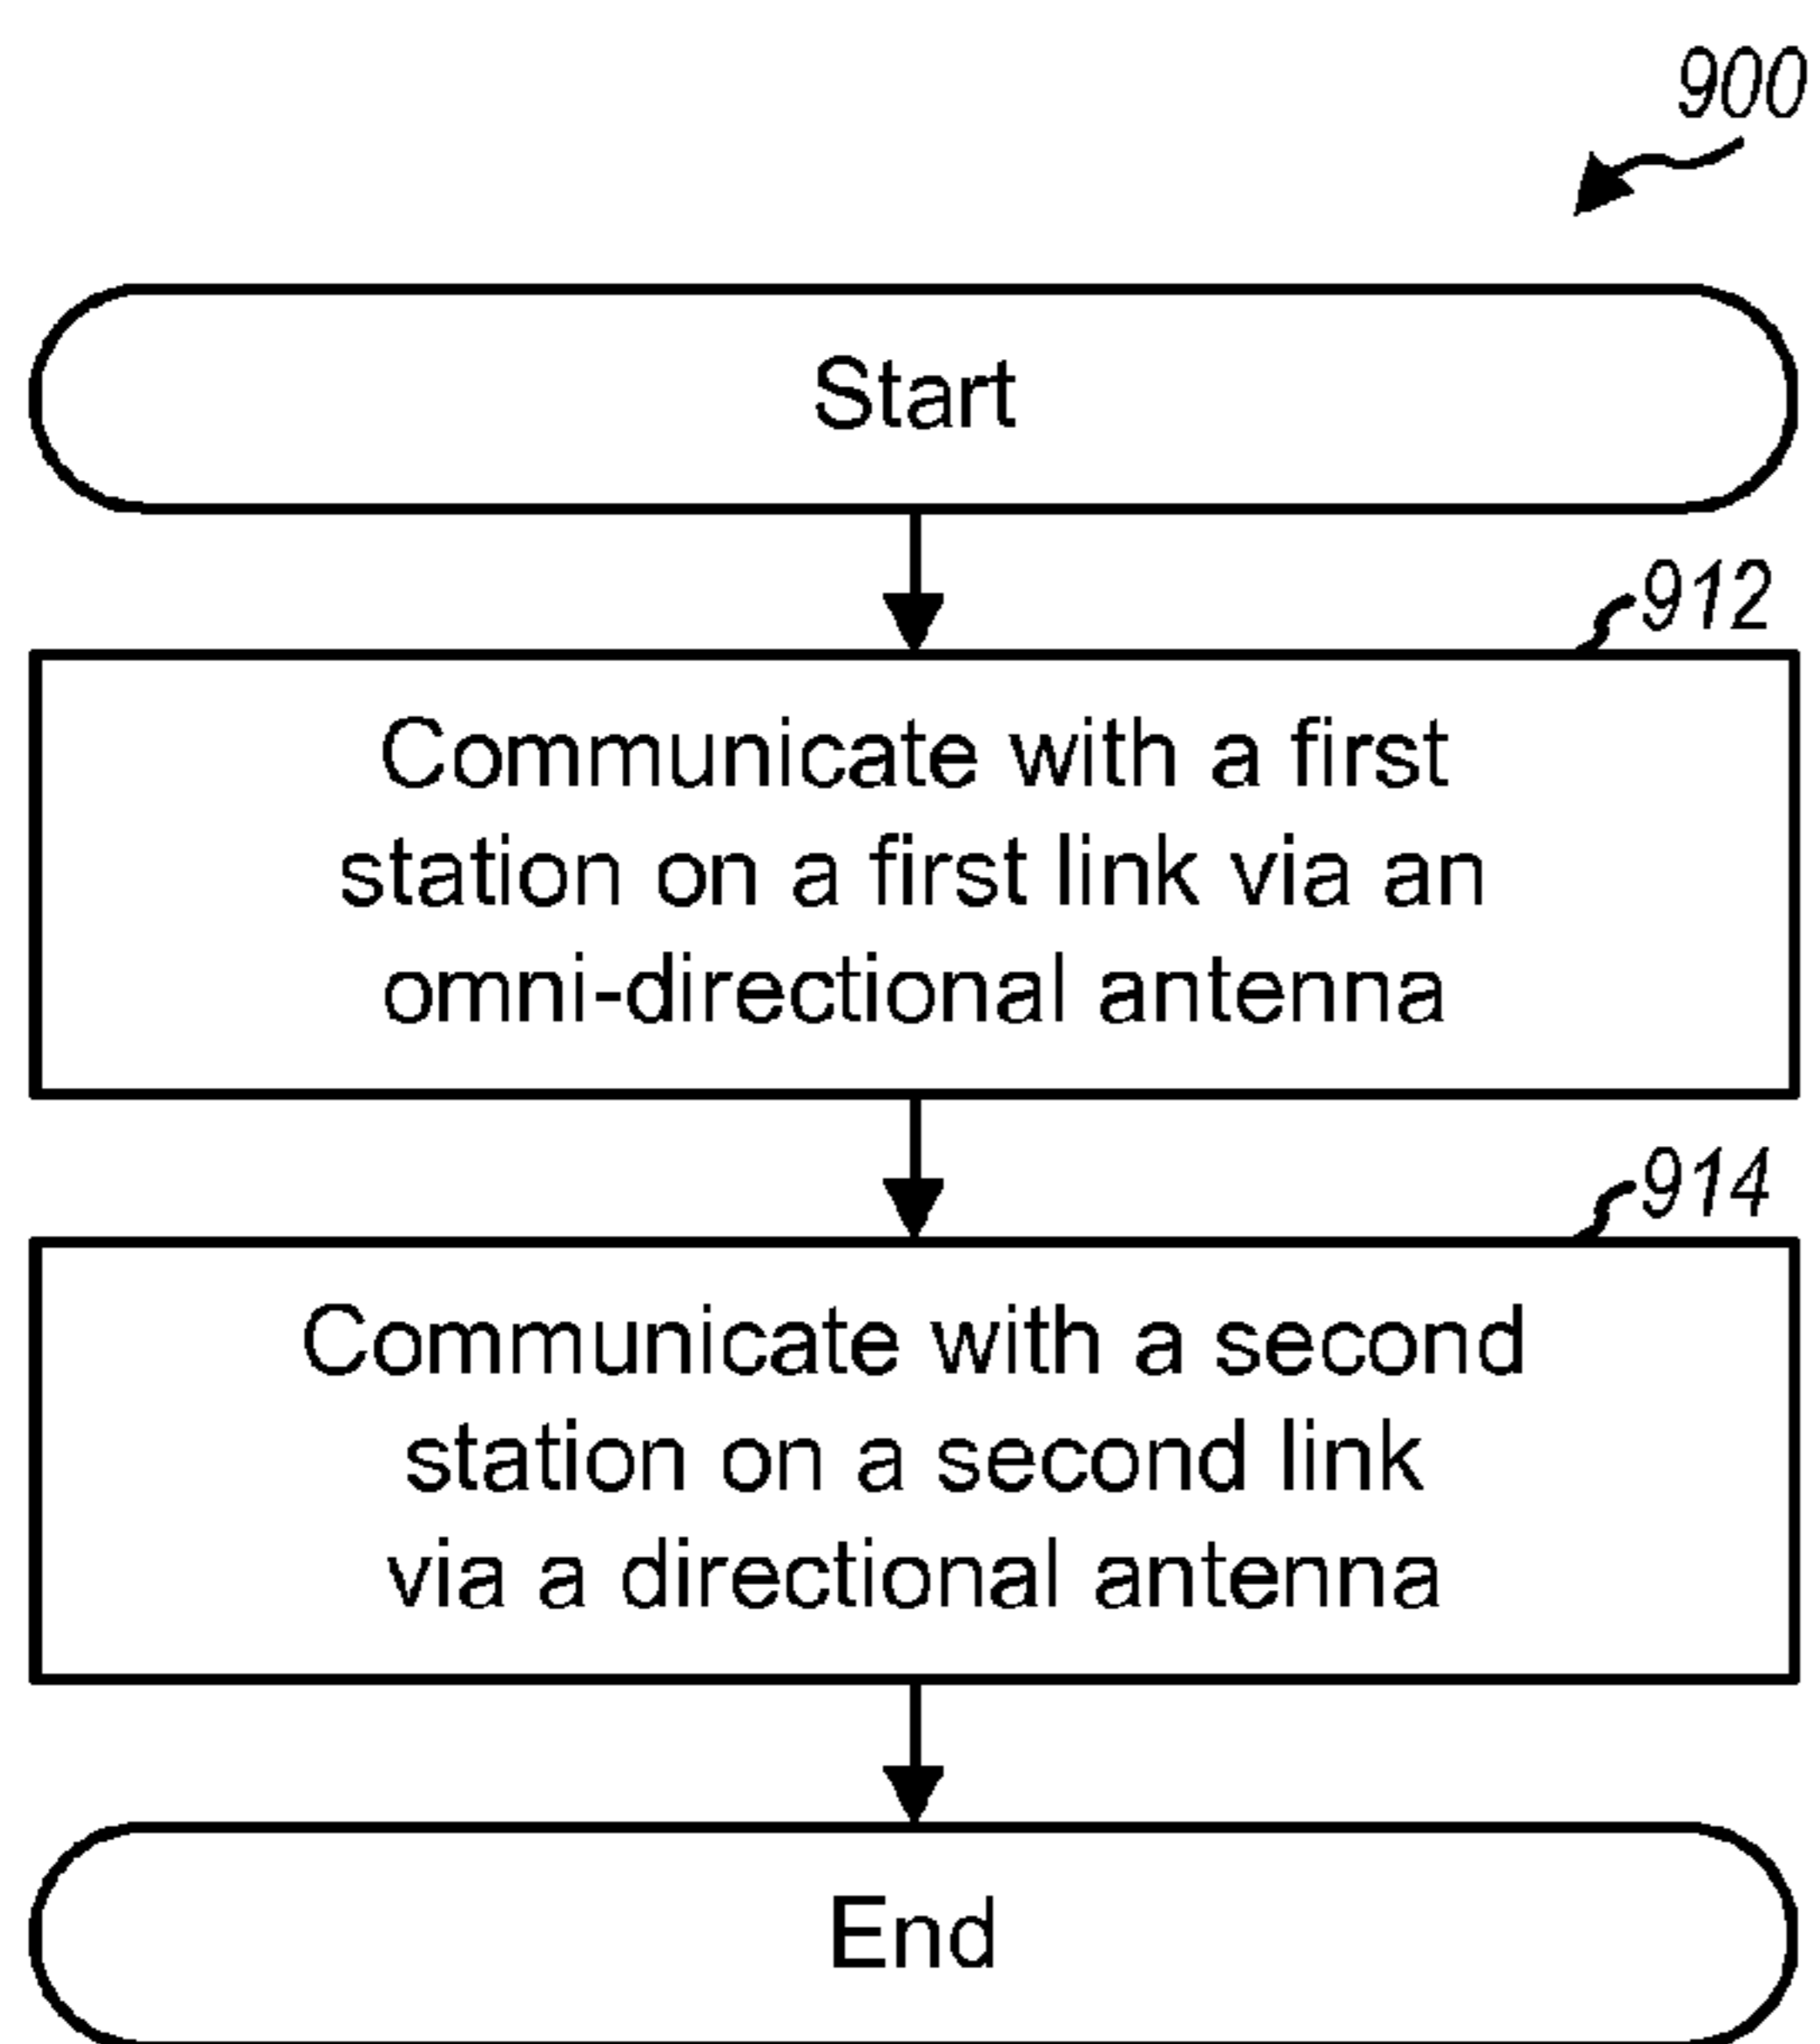 900
Start
912
Communicate with a first
station on a first link via an
omni-directional antenna
914
Communicate with a second
station on a second link
via a directional antenna
End